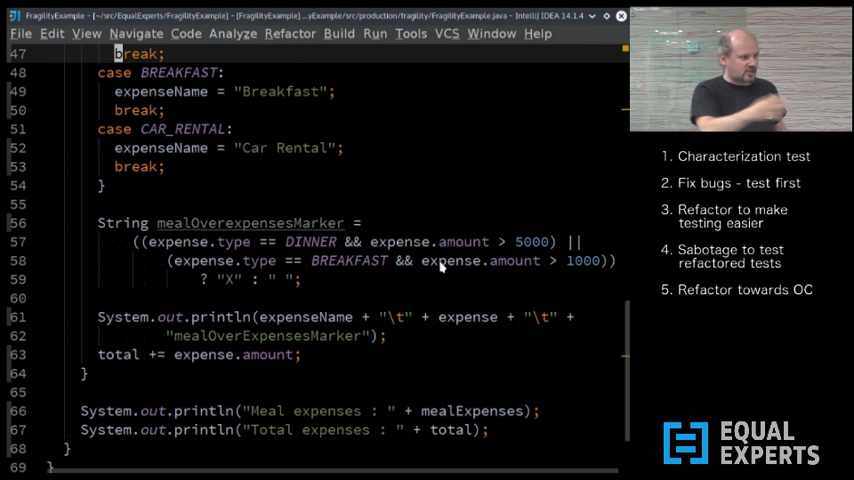 FragilityExample - [~/src/EqualExperts/FragilityExample] - [FragilityExample] ...yExample/src/production/fragility/FragilityExample.java - IntelliJ IDEA 14.1.4
File Edit View Navigate Code Analyze Refactor Build Run Tools VCS Window Help
47 break;
48 case BREAKFAST:
49 expenseName = "Breakfast";
50 break;
51 case CAR_RENTAL:
52 expenseName = "Car Rental";
53 break;
54 }
55
56 String mealOverexpensesMarker =
57 ((expense.type == DINNER && expense.amount > 5000) ||
58 (expense.type == BREAKFAST && expense.amount > 1000))
59 ? "X" : " ";
60
61 System.out.println(expenseName + "\t" + expense + "\t" +
62 "mealOverExpensesMarker");
63 total += expense.amount;
64 }
65
66 System.out.println("Meal expenses : " + mealExpenses);
67 System.out.println("Total expenses : " + total);
68 }
69 }
1. Characterization test
2. Fix bugs - test first
3. Refactor to make
testing easier
4. Sabotage to test
refactored tests
5. Refactor towards OC
EQUAL
EXPERTS